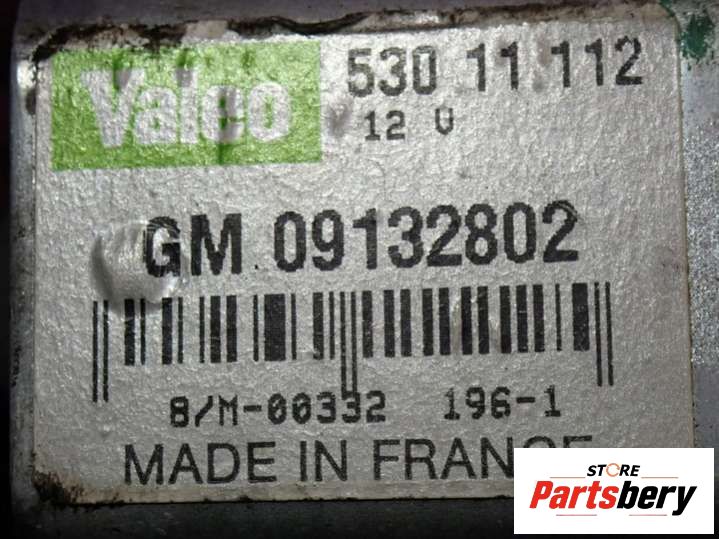 Valeo
530 11 112
12 V
GM 09132802
8/M-00332 196-1
MADE IN FRANCE
STORE
Partsbery